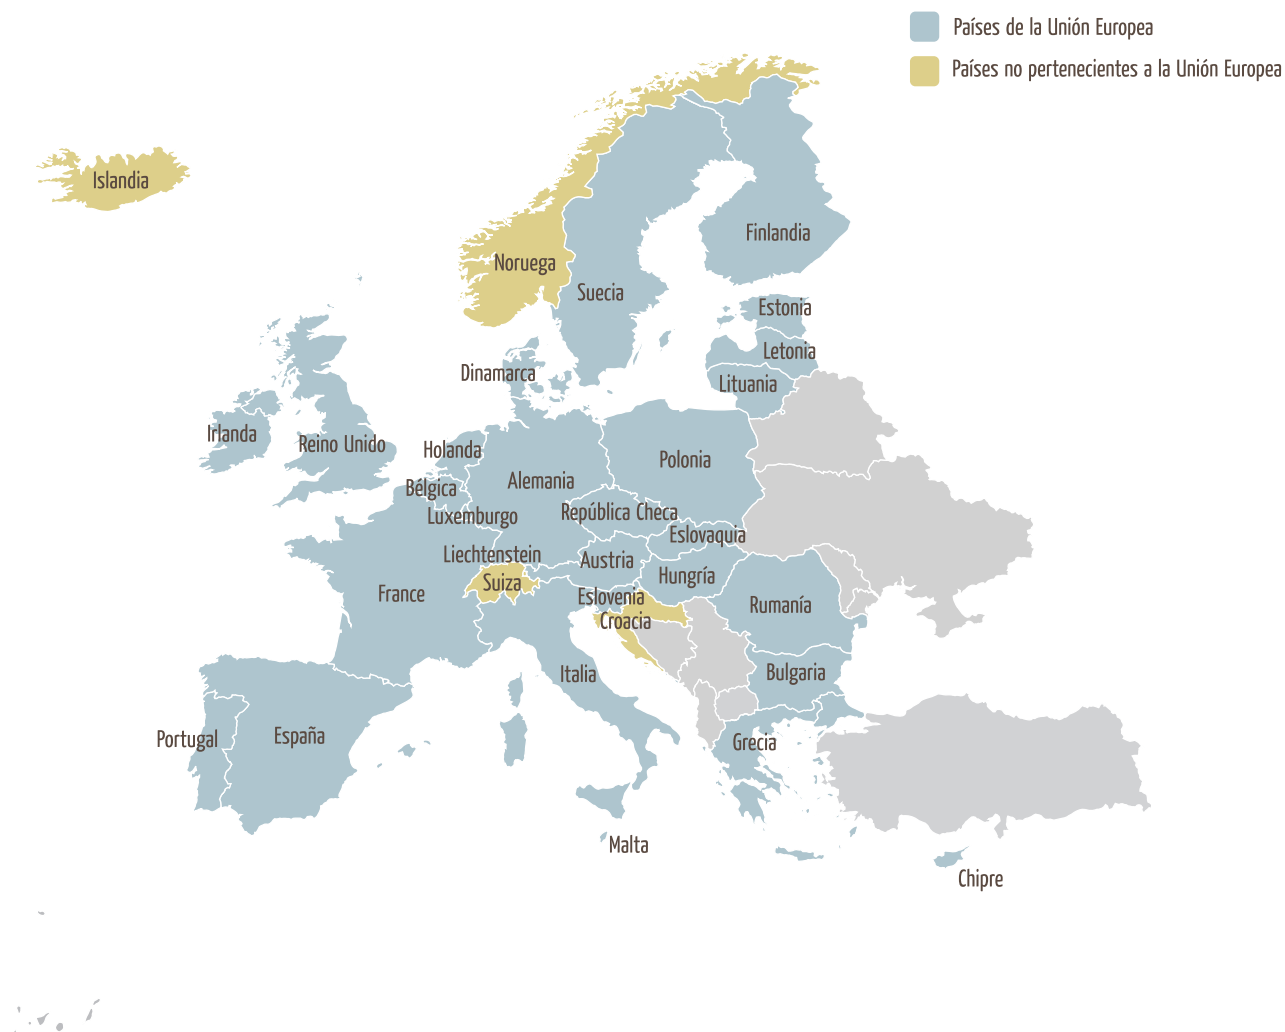 Países de la Unión Europea
Países no pertenecientes a la Unión Europea
Islandia
Finlandia
Noruega
Suecia
Estonia
Letonia
Dinamarca
Lituania
Irlanda
Reino Unido
Holanda
Polonia
Alemania
Bélgica
República Checa
Luxemburgo
Eslovaquia
Liechtenstein
Austria
Hungría
Suiza
France
Eslovenia
Rumanía
Croacia
Italia
Bulgaria
España
Portugal
Grecia
Malta
Chipre